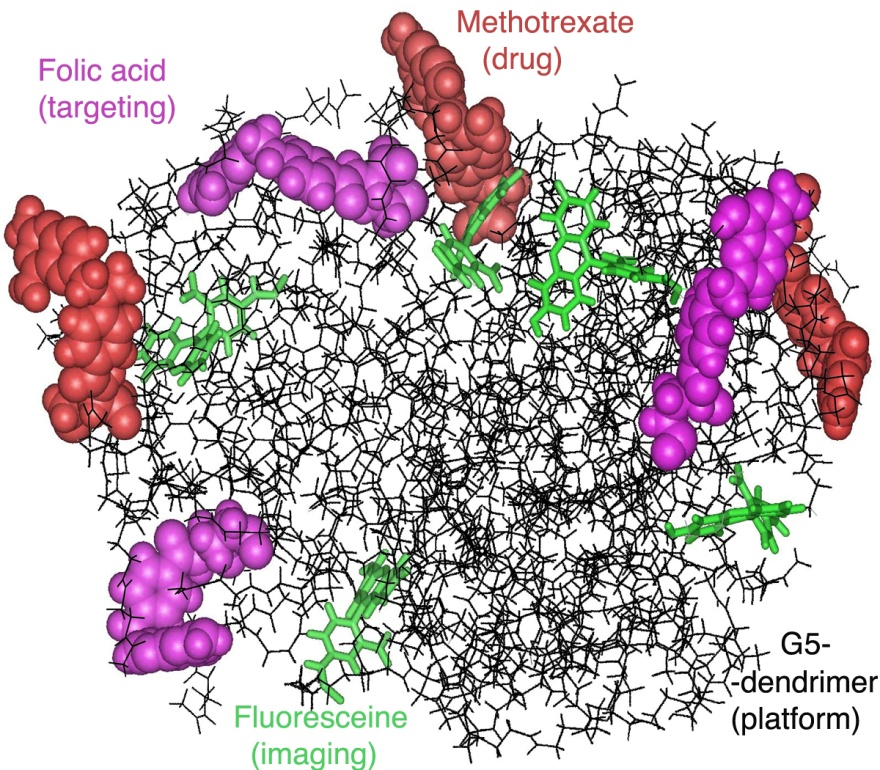 Methotrexate
(drug)
Folic acid
(targeting)
G5-
-dendrimer
(platform)
Fluoresceine
(imaging)